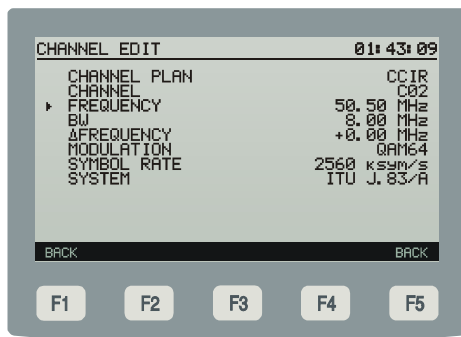 CHANNEL EDIT 01:43:09
CHANNEL PLAN CCIR
CHANNEL C02
FREQUENCY 50.50 MHz
BW 8.00 MHz
ΔFREQUENCY +0.00 MHz
MODULATION QAM64
SYMBOL RATE 2560 ksym/s
SYSTEM ITU J.83/A
BACK BACK
F1 F2 F3 F4 F5